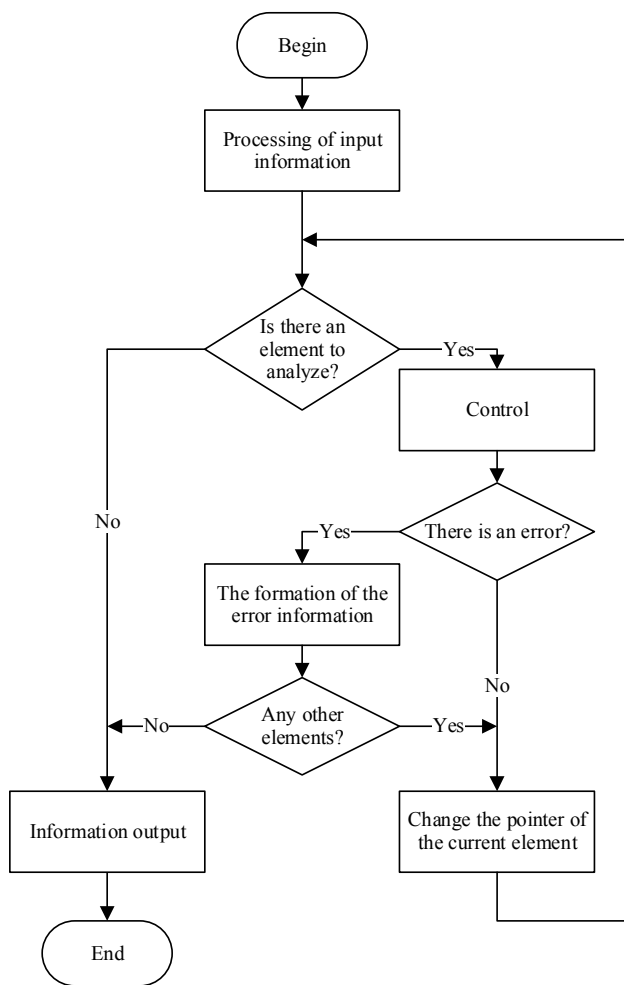 Begin
Processing of input
information
Is there an
element to
analyze?
Yes
Control
No
Yes
There is an error?
The formation of the
error information
No
No
Any other
elements?
Yes
Information output
Change the pointer of
the current element
End